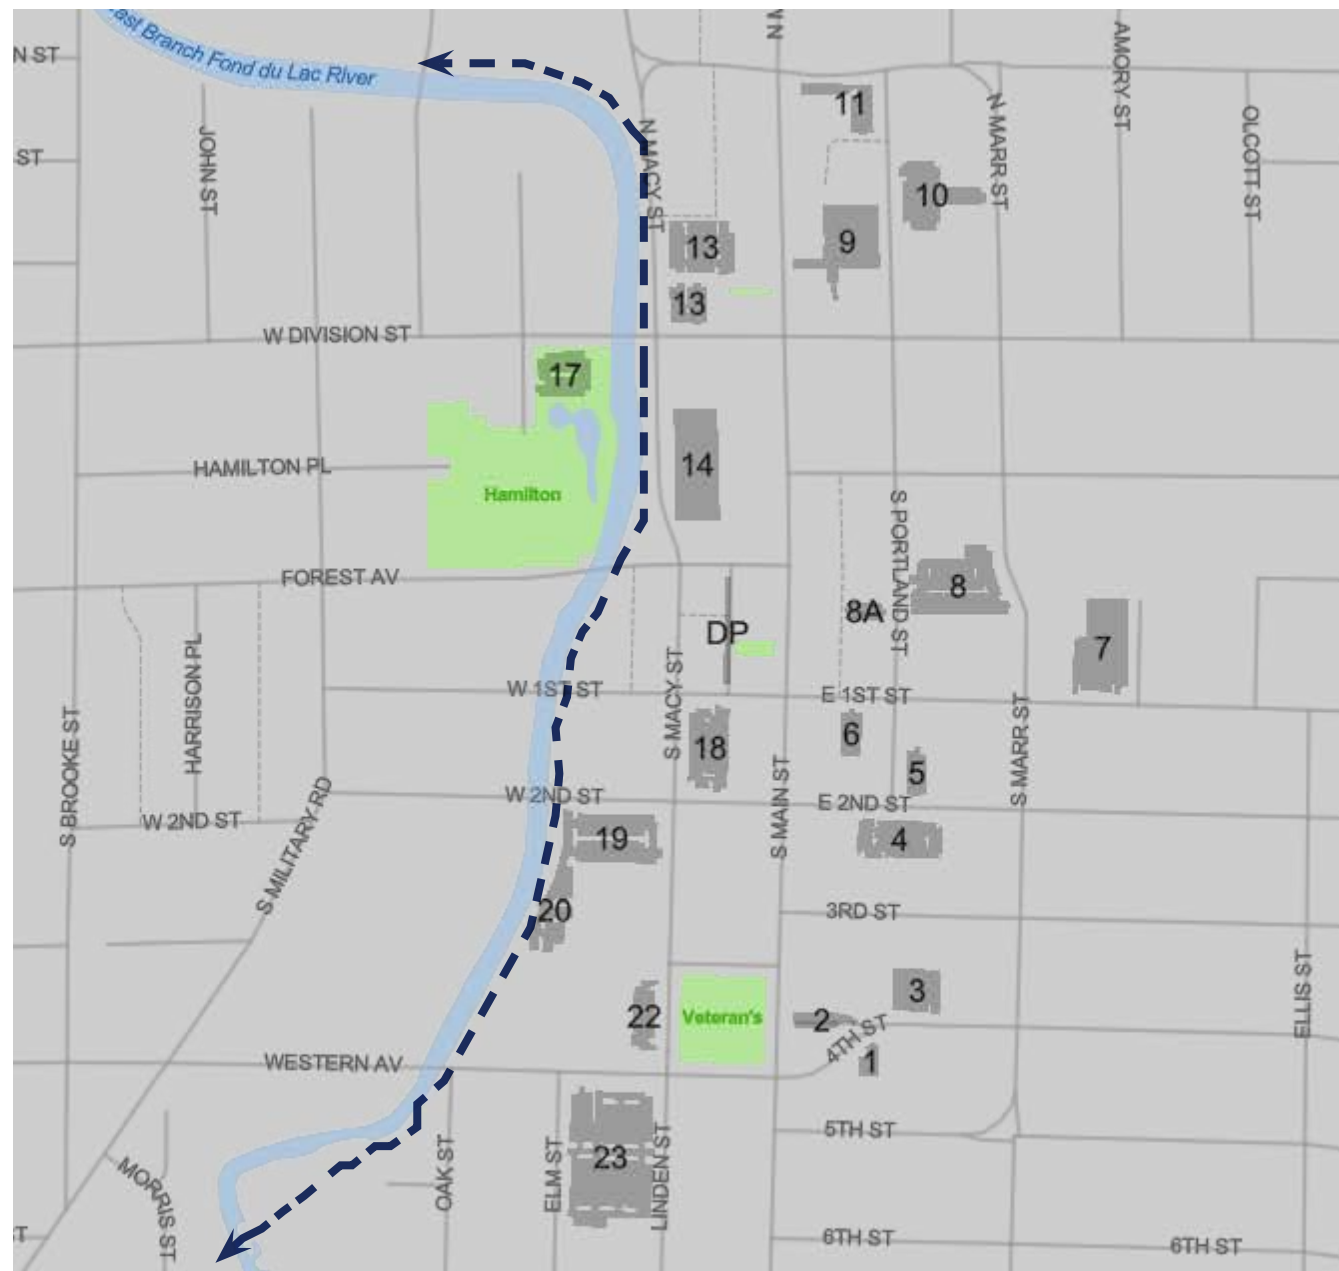 N ST
East Branch Fond du Lac River
N
AMORY ST
11
N MARR ST
OLCOTT ST
JOHN ST
N MACY ST
ST
10
13
9
13
W DIVISION ST
17
HAMILTON PL
14
Hamilton
S PORTLAND ST
FOREST AV
8
8A
DP
7
HARRISON PL
W 1ST ST
S MACY ST
E 1ST ST
S BROOKE ST
S MARR ST
18
6
5
S MAIN ST
W 2ND ST
E 2ND ST
W 2ND ST
S MILITARY RD
19
4
20
3RD ST
ELLIS ST
3
22
Veteran's
2
4TH ST
WESTERN AV
1
5TH ST
MORRIS ST
OAK ST
ELM ST
23
LINDEN ST
6TH ST
6TH ST